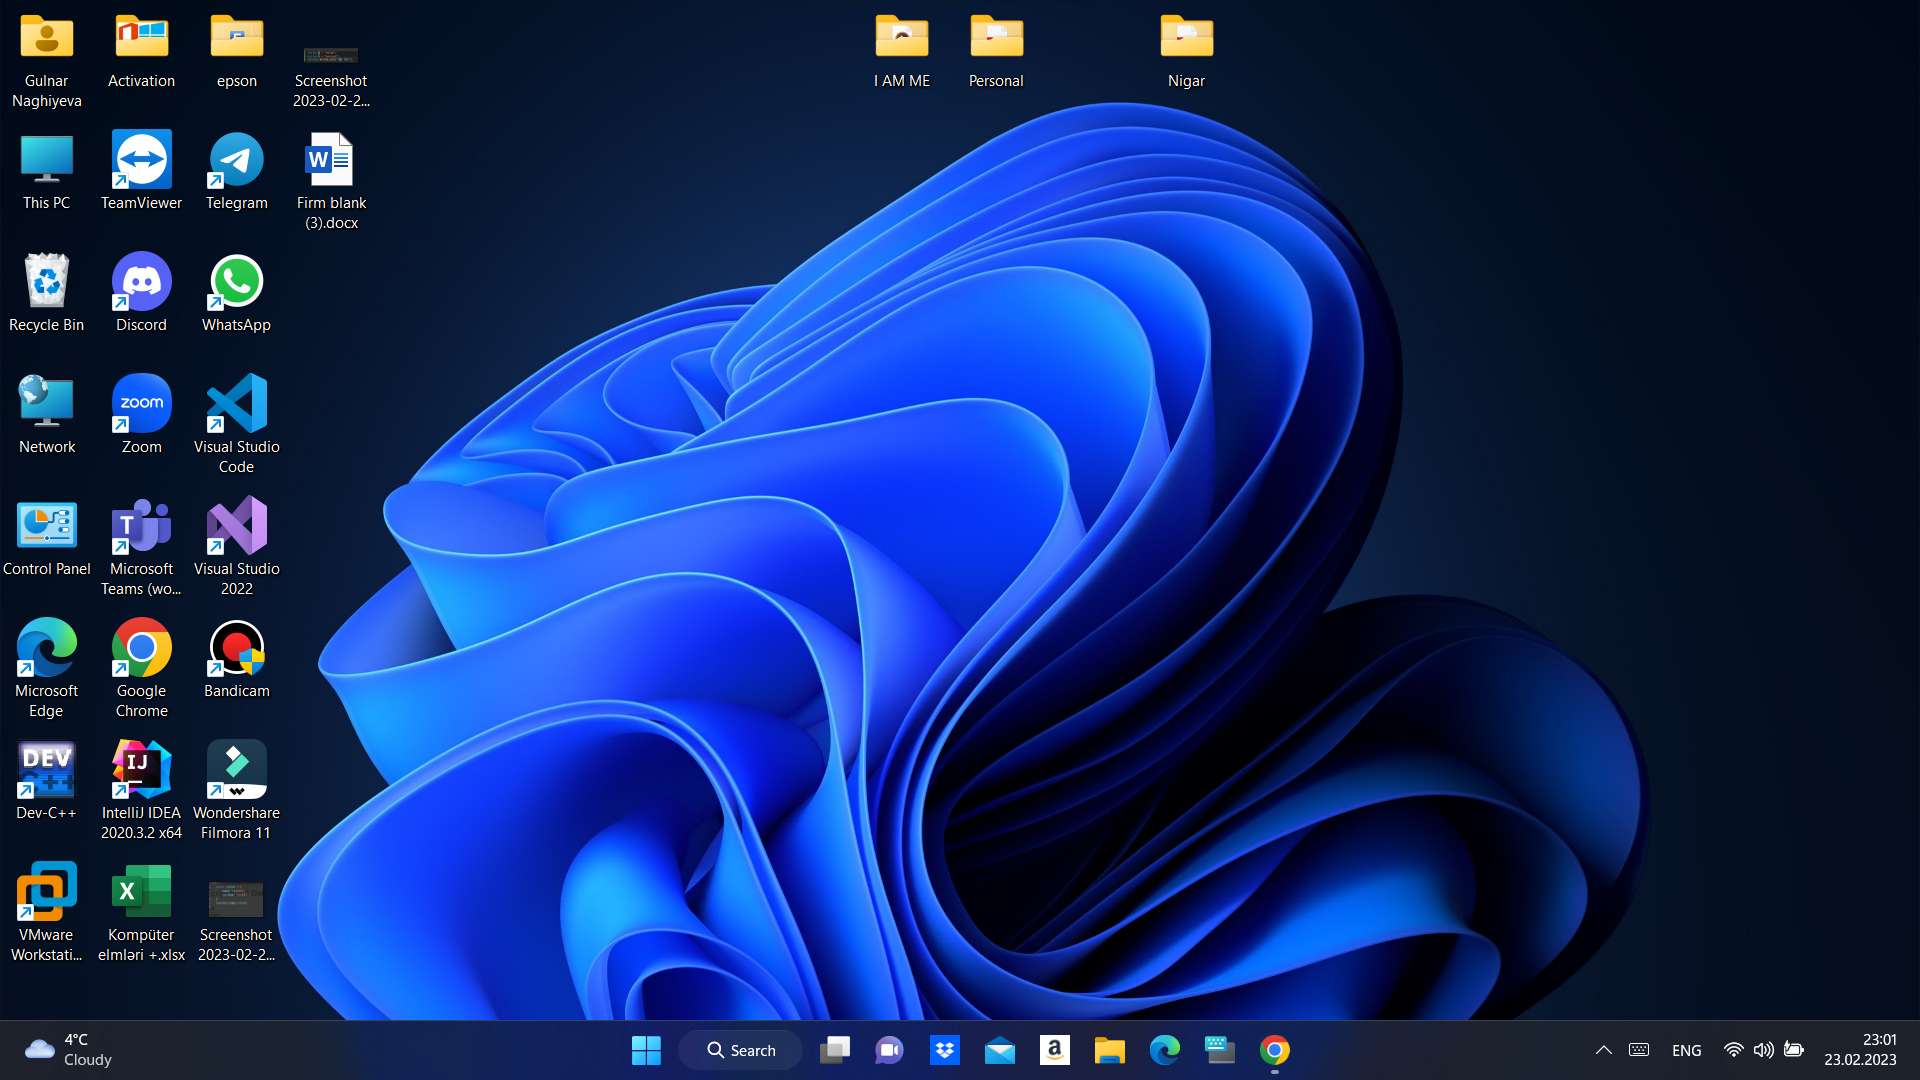 Gulnar
Naghiyeva
Activation
epson
Screenshot
2023-02-2...
I AM ME
Personal
Nigar
This PC
TeamViewer
Telegram
W
Firm blank
(3).docx
Recycle Bin
Discord
WhatsApp
zoom
Network
Zoom
Visual Studio
Code
T
Control Panel
Microsoft
Teams (wo...
Visual Studio
2022
Microsoft
Edge
Google
Chrome
Bandicam
DEV
C++
IJ
Dev-C++
IntelliJ IDEA
2020.3.2 x64
Wondershare
Filmora 11
X
VMware
Workstati...
Kompüter
elmləri +.xlsx
Screenshot
2023-02-2...
4°C
Cloudy
Search
a
ENG
23:01
23.02.2023